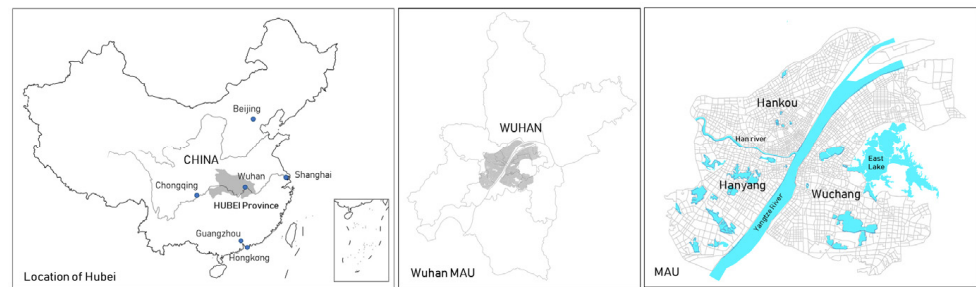 Beijing
CHINA
Wuhan
Shanghai
Chongqing
HUBEI Province
Guangzhou
Hongkong
Location of Hubei
WUHAN
Wuhan MAU
Hankou
Han river
East
Lake
Hanyang
Wuchang
Yangtze River
MAU